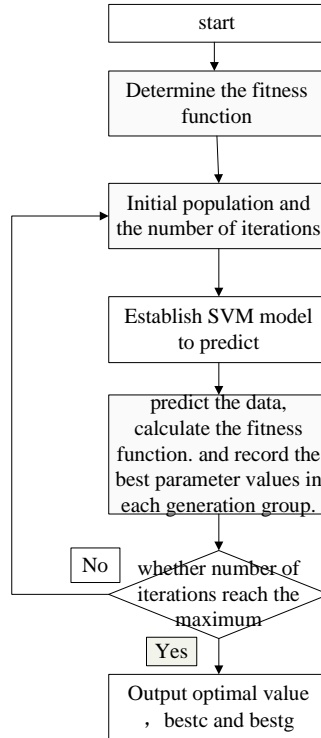 start
Determine the fitness
function
Initial population and
the number of iterations
Establish SVM model
to predict
predict the data,
calculate the fitness
function. and record the
best parameter values in
each generation group.
No
whether number of
iterations reach the
maximum
Yes
Output optimal value
, bestc and bestg